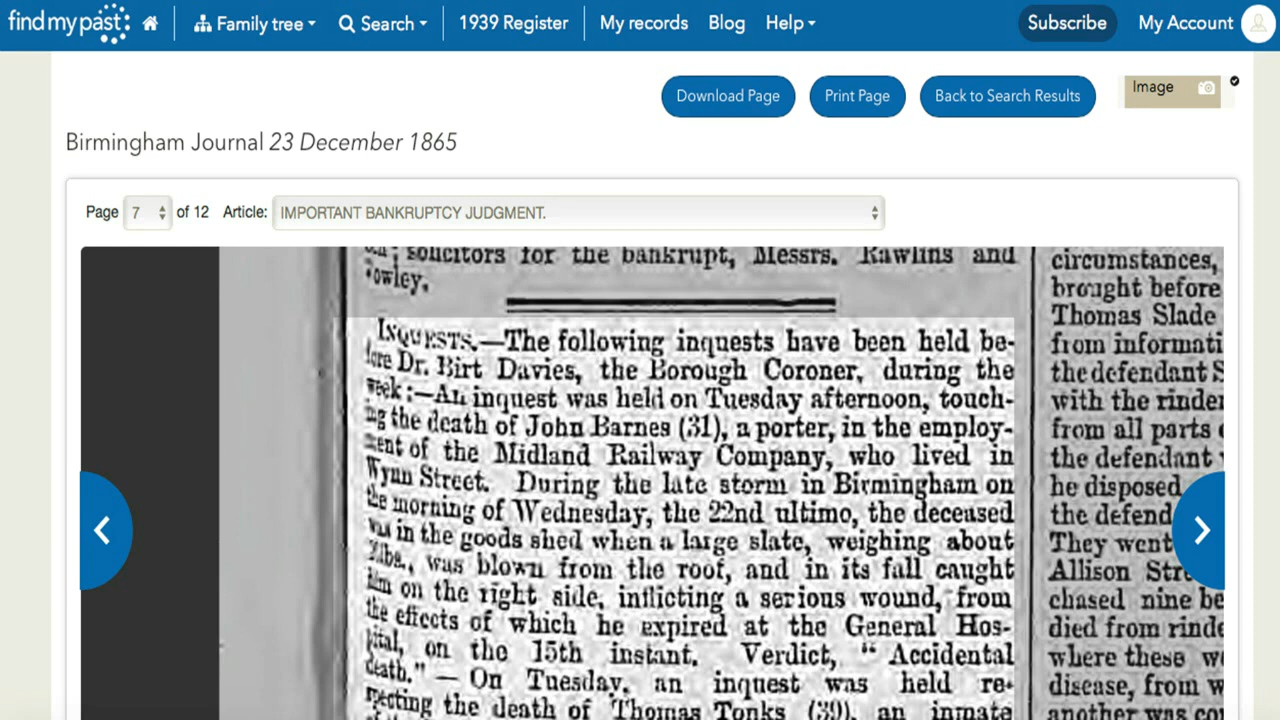 findmypast Family tree Search 1939 Register My records Blog Help Subscribe My Account
Download Page Print Page Back to Search Results Image
Birmingham Journal 23 December 1865
Page 7 of 12 Article: IMPORTANT BANKRUPTCY JUDGMENT.
solicitors for the bankrupt, Messrs. Rawlins and
owley.
INQUESTS.—The following inquests have been held be-
fore Dr. Birt Davies, the Borough Coroner, during the
week:—An inquest was held on Tuesday afternoon, touch-
ing the death of John Barnes (31), a porter, in the employ-
ment of the Midland Railway Company, who lived in
Wynn Street. During the late storm in Birmingham on
the morning of Wednesday, the 22nd ultimo, the deceased
was in the goods shed when a large slate, weighing about
was blown from the roof, and in its fall caught
him on the right side, inflicting a serious wound, from
the effects of which he expired at the General Hos-
pital, on the 15th instant. Verdict, "Accidental
death." — On Tuesday, an inquest was held re-
specting the death of Thomas Tonks (39), an inmate
circumstances,
brought before
Thomas Slade
from informati
the defendant S
with the rinder
from all parts
the defendant
he disposed
the defend
They went
Allison Str
chased nine be
died from rinde
where these w
disease, from w
another was con